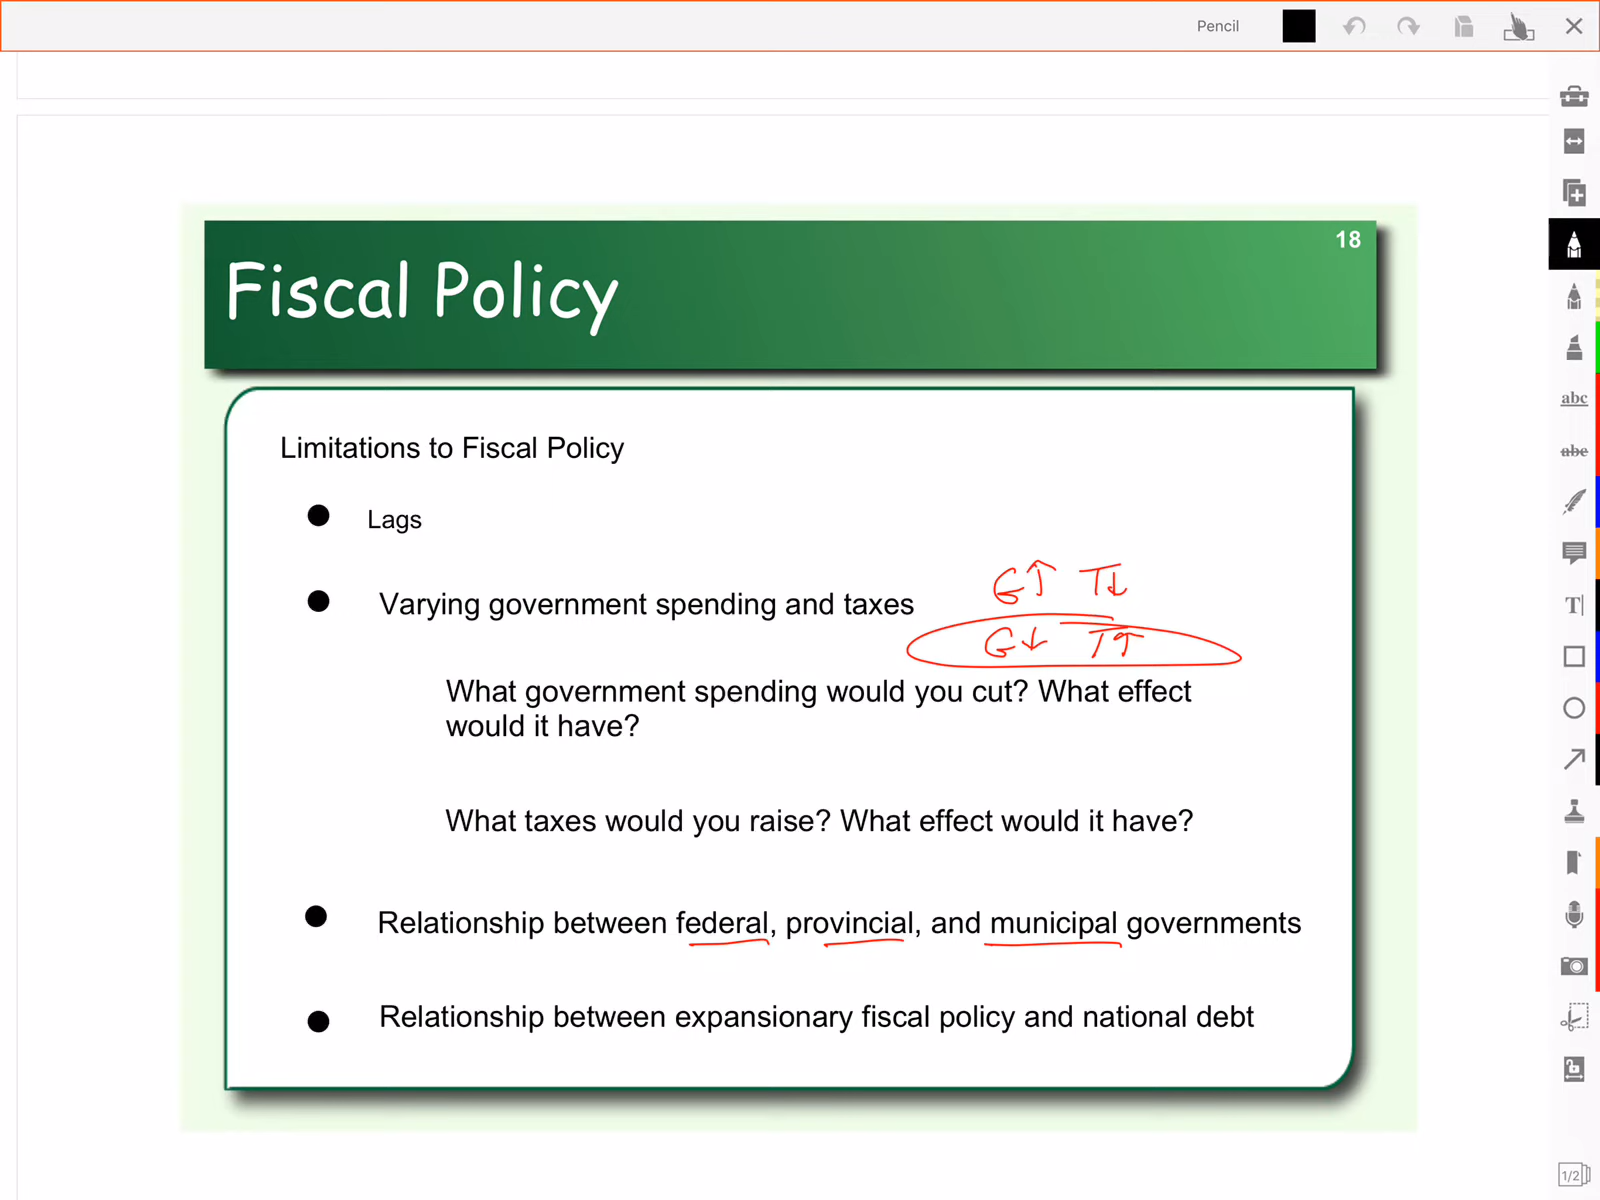 Pencil
18
Fiscal Policy
Limitations to Fiscal Policy
● Lags
G↑ T↓
● Varying government spending and taxes
G↓ T↑
What government spending would you cut? What effect
would it have?
What taxes would you raise? What effect would it have?
● Relationship between federal, provincial, and municipal governments
● Relationship between expansionary fiscal policy and national debt
abc
abc
T|
1/2